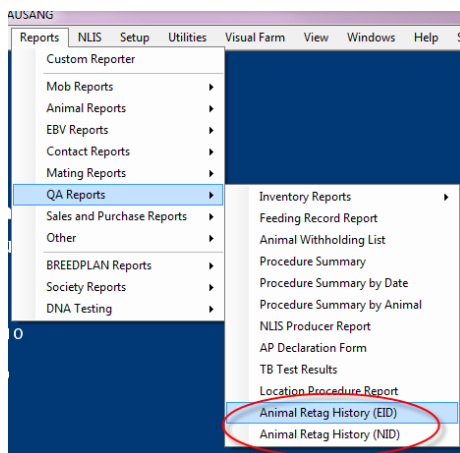 AUSANG
Reports NLIS Setup Utilities Visual Farm View Windows Help
Custom Reporter
Mob Reports
Animal Reports
EBV Reports
Contact Reports
Mating Reports
QA Reports
Sales and Purchase Reports
Other
BREEDPLAN Reports
Society Reports
DNA Testing
Inventory Reports
Feeding Record Report
Animal Withholding List
Procedure Summary
Procedure Summary by Date
Procedure Summary by Animal
NLIS Producer Report
AP Declaration Form
TB Test Results
Location Procedure Report
Animal Retag History (EID)
Animal Retag History (NID)